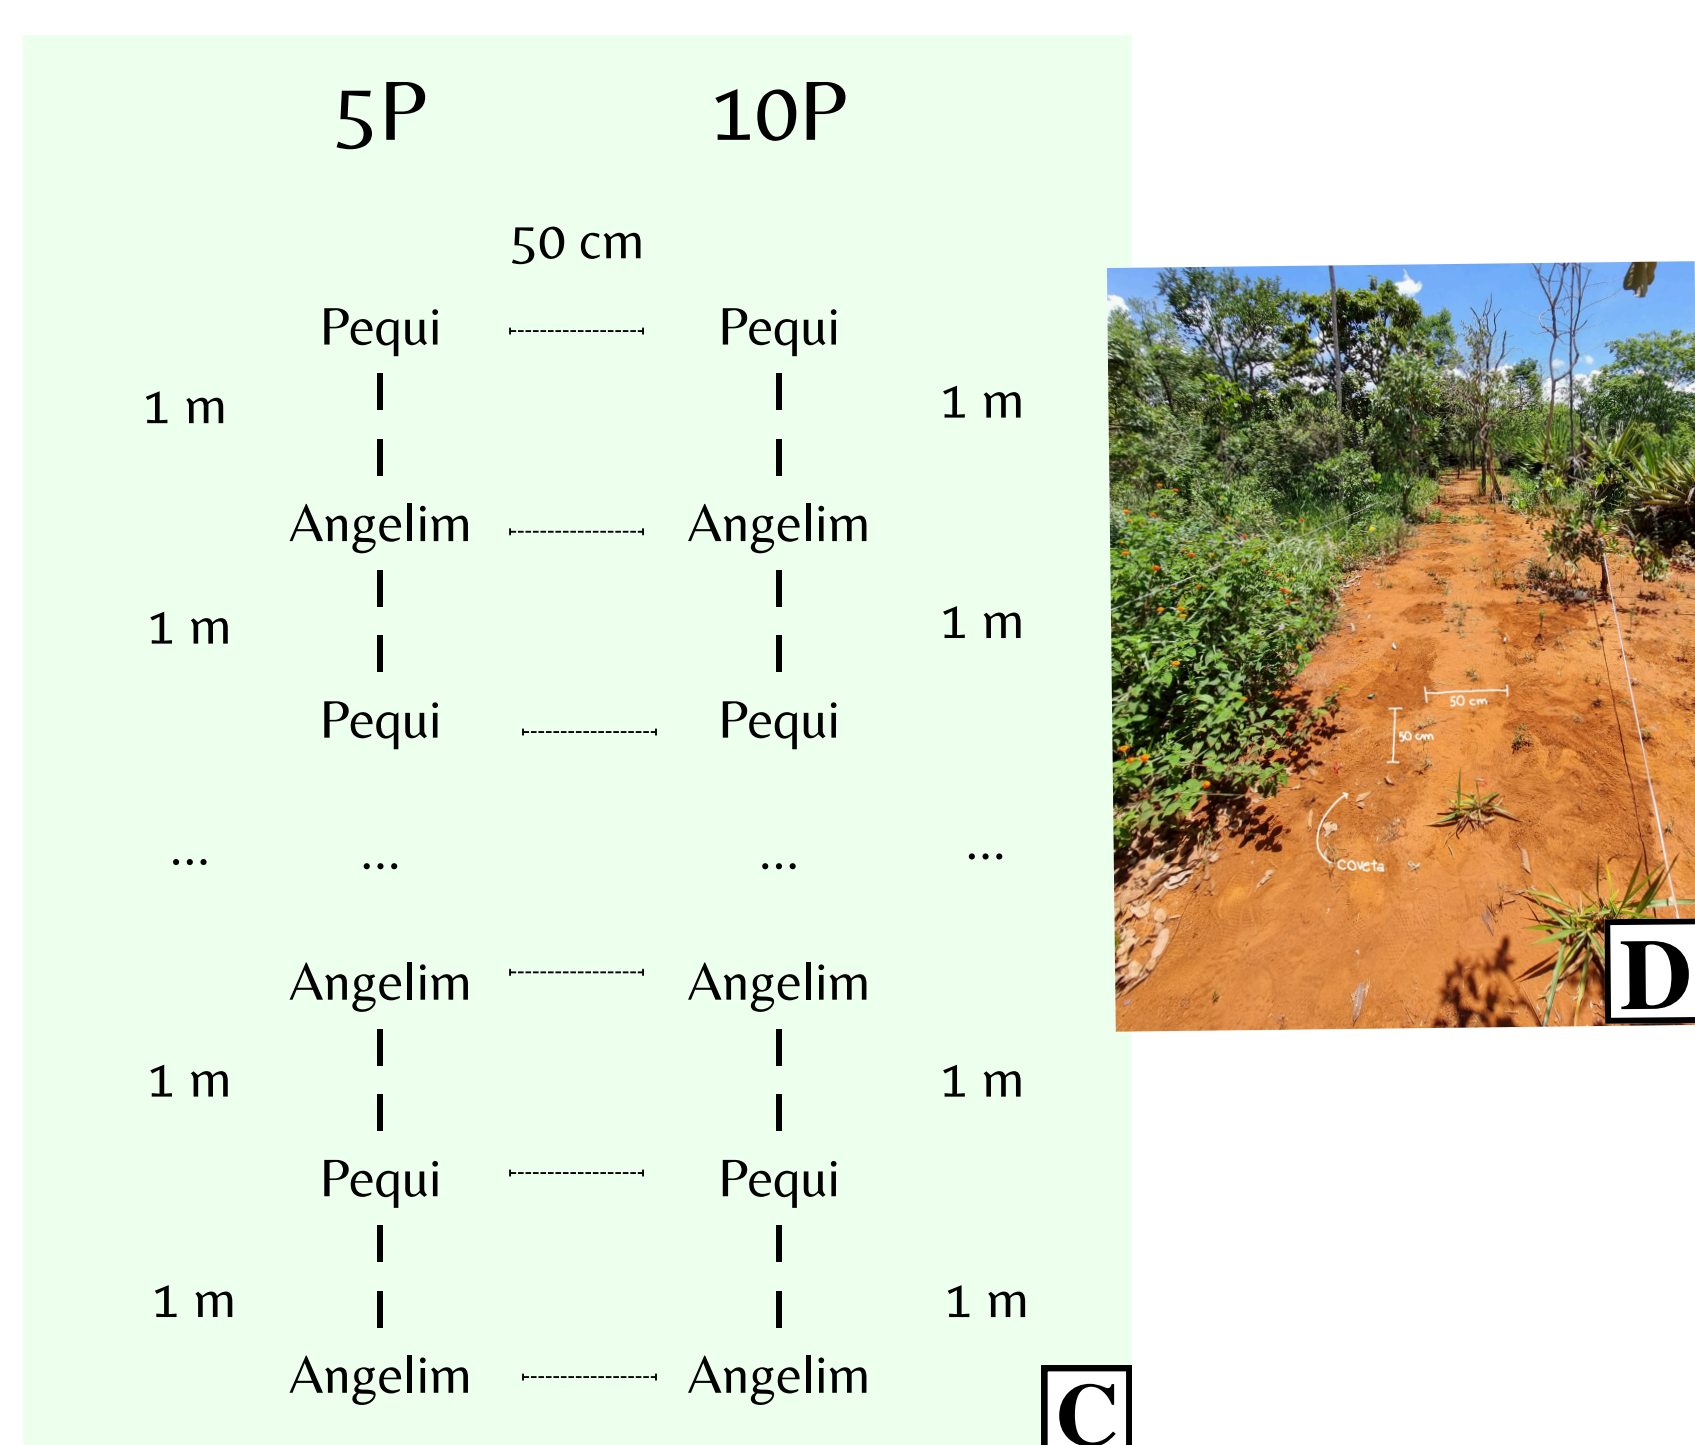 5P 10P
50 cm
Pequi Pequi
1 m 1 m
Angelim Angelim
1 m 1 m
Pequi Pequi
... ... ... ...
Angelim Angelim
1 m 1 m
Pequi Pequi
1 m 1 m
Angelim Angelim
C
50 cm
50 cm
coveta
D